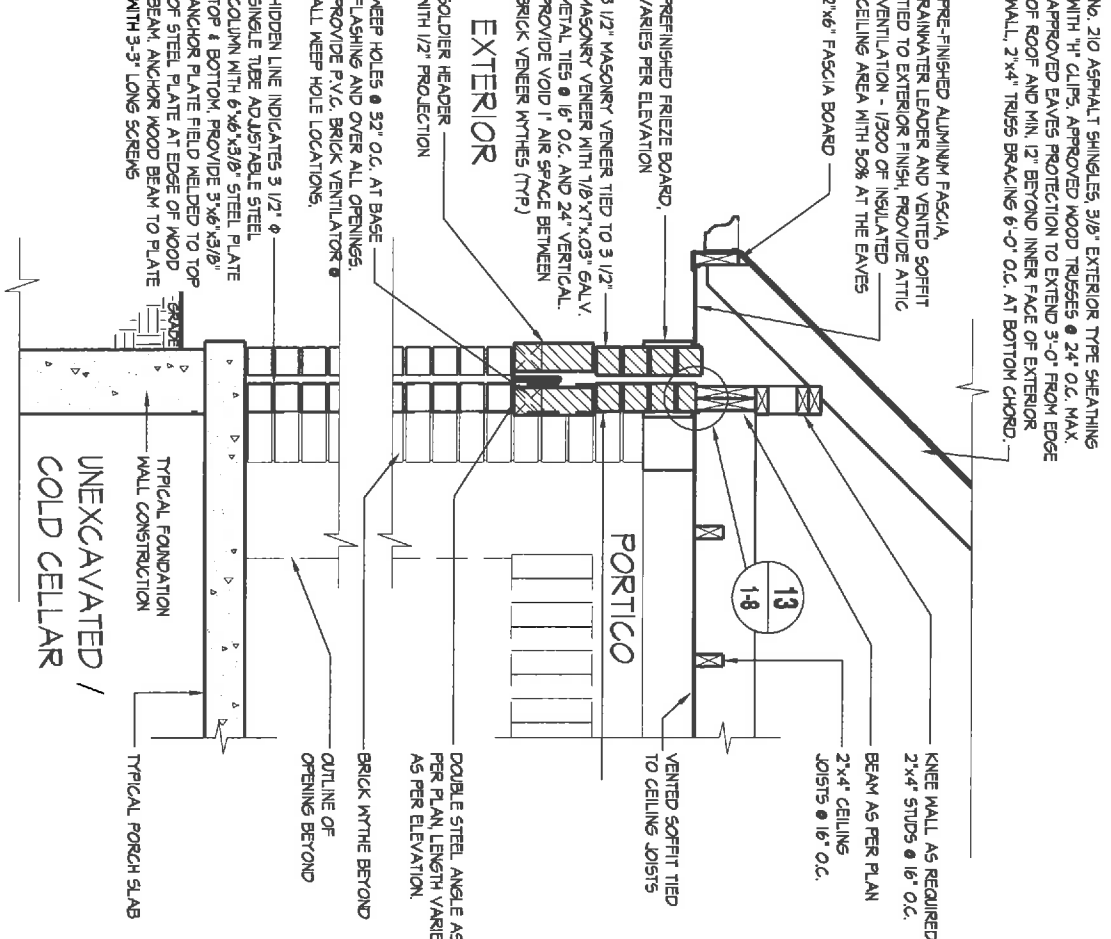 No. 210 ASPHALT SHINGLES, 3/8" EXTERIOR TYPE SHEATHING
WITH "H" CLIPS. APPROVED WOOD TRUSSES @ 24" O.C. MAX.
APPROVED EAVES PROTECTION TO EXTEND 3'-0" FROM EDGE
OF ROOF AND MIN. 12" BEYOND INNER FACE OF EXTERIOR
WALL, 2"x4" TRUSS BRACING 6'-0" O.C. AT BOTTOM CHORD.
PRE-FINISHED ALUMINUM FASCIA,
RAINWATER LEADER AND VENTED SOFFIT
TIED TO EXTERIOR FINISH, PROVIDE ATTIC
VENTILATION - 1/300 OF INSULATED
CEILING AREA WITH 50% AT THE EAVES
2"x6" FASCIA BOARD
PREFINISHED FRIEZE BOARD,
VARIES PER ELEVATION
3 1/2" MASONRY VENEER TIED TO 3 1/2"
MASONRY VENEER WITH 7/8"x7"x.03" GALV.
METAL TIES @ 16" O.C. AND 24" VERTICAL.
PROVIDE VOID 1" AIR SPACE BETWEEN
BRICK VENEER WYTHES (TYP.)
EXTERIOR
SOLDIER HEADER
WITH 1/2" PROJECTION
WEEP HOLES @ 32" O.C. AT BASE
FLASHING AND OVER ALL OPENINGS.
PROVIDE P.V.C. BRICK VENTILATOR @
ALL WEEP HOLE LOCATIONS.
HIDDEN LINE INDICATES 3 1/2" ϕ
SINGLE TUBE ADJUSTABLE STEEL
COLUMN WITH 6"x6"x3/8" STEEL PLATE
TOP & BOTTOM, PROVIDE 3"x6"x3/8"
ANCHOR PLATE FIELD WELDED TO TOP
OF STEEL PLATE AT EDGE OF WOOD
BEAM, ANCHOR WOOD BEAM TO PLATE
WITH 3-3" LONG SCREWS
GRADE
TYPICAL FOUNDATION
WALL CONSTRUCTION
UNEXCAVATED /
COLD CELLAR
PORTICO
13
1-8
KNEE WALL AS REQUIRED
2"x4" STUDS @ 16" O.C.
BEAM AS PER PLAN
2"x4" CEILING
JOISTS @ 16" O.C.
VENTED SOFFIT TIED
TO CEILING JOISTS
DOUBLE STEEL ANGLE AS
PER PLAN, LENGTH VARIE
AS PER ELEVATION.
BRICK WYTHE BEYOND
OUTLINE OF
OPENING BEYOND
TYPICAL PORCH SLAB